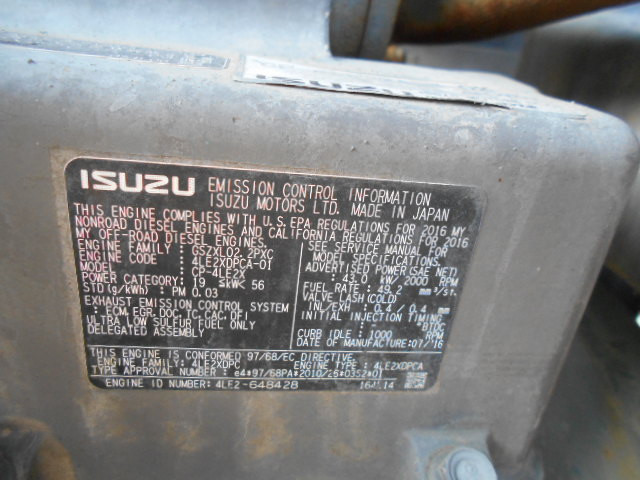 ISUZU
ISUZU EMISSION CONTROL INFORMATION
ISUZU MOTORS LTD. MADE IN JAPAN
THIS ENGINE COMPLIES WITH U.S.EPA REGULATIONS FOR 2016 MY
NONROAD DIESEL ENGINES AND CALIFORNIA REGULATIONS FOR 2016
MY OFF-ROAD DIESEL ENGINES.
ENGINE FAMILY :
ENGINE CODE : 4LE2XDPCA-01
MODEL : CP-4LE2X
POWER CATEGORY: 19 ≤kW< 56
STD(g/kWh) : PM 0.03
EXHAUST EMISSION CONTROL SYSTEM
: ECM,EGR,DOC,TC,CAC,DFI
ULTRA LOW SULFUR FUEL ONLY
DELEGATED ASSEMBLY
SEE SERVICE MANUAL FOR
MODEL SPECIFICATIONS.
ADVERTISED POWER(SAE NET)
: 43.0 kW/ 2000 RPM
FUEL RATE : 49.2 mm³/st
VALVE LASH(COLD)
INL/EXH : 0.4 / 0.4 mm
INITIAL INJECTION TIMING
: °BTDC
CURB IDLE: 1000 RPM
DATE OF MANUFACTURE:07 /'16
THIS ENGINE IS CONFORMED 97/68/EC DIRECTIVE.
ENGINE FAMILY: 4LE2XDPC ENGINE TYPE: 4LE2XDPCA
TYPE APPROVAL NUMBER : e4*97/68PA*2010/26*0352*01
ENGINE ID NUMBER: 4LE2-648428